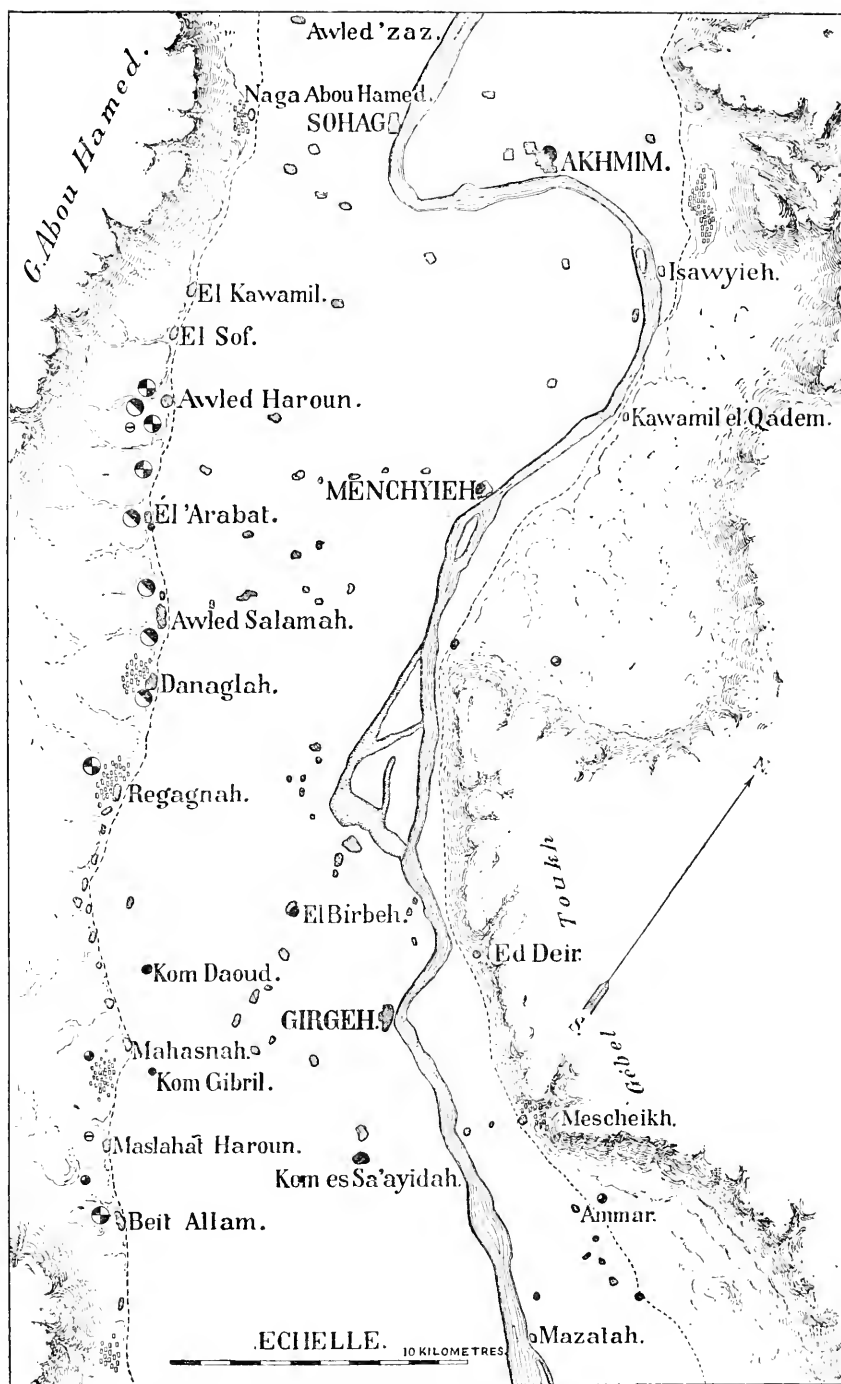 Awled 'zaz.
G. Abou Hamed.
Naga Abou Hamed.
SOHAG
AKHMIM.
Isawyieh.
El Kawamil.
El Sof.
Awled Haroun.
Kawamil el Qadem.
MENCHYIEH
El 'Arabat.
Awled Salamah.
Danaglah.
Regagnah.
N.
S.
Gebel Toukh
El Birbeh.
Ed Deir.
Kom Daoud.
GIRGEH.
Mahasnah.
Kom Gibril.
Mescheikh.
Maslahat Haroun.
Kom es Sa'ayidah.
Ammar.
Beit Allam.
Mazatah.
ECHELLE.
10 KILOMETRES